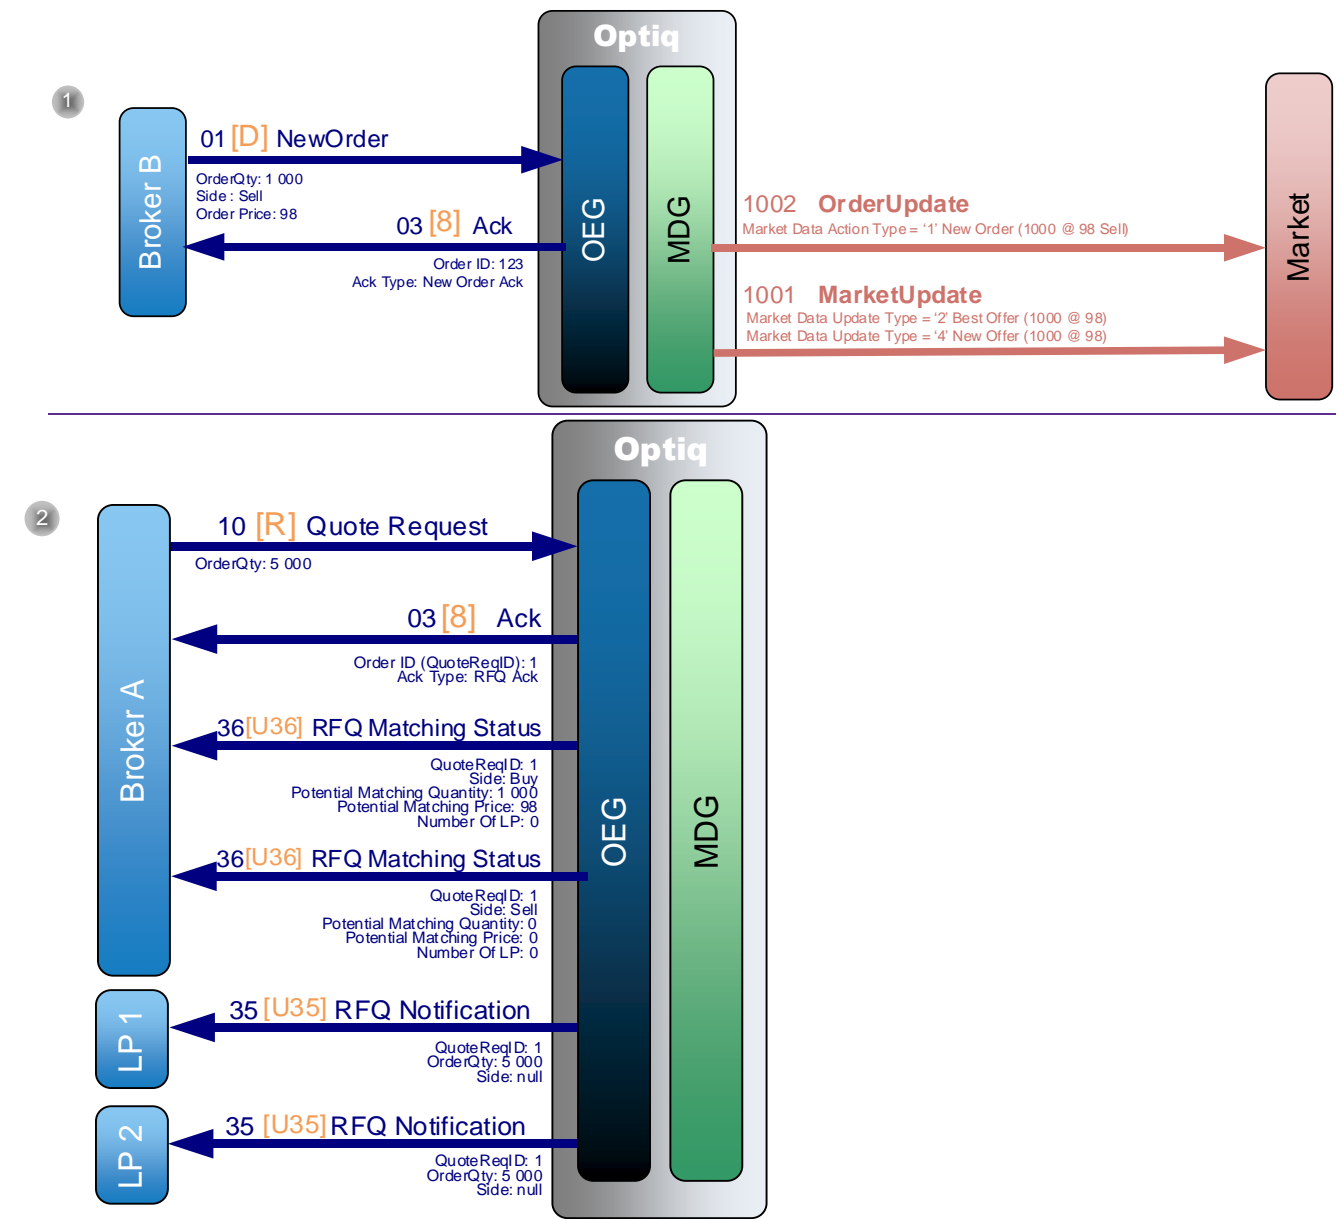 Optiq
1
01 [D] NewOrder
OrderQty: 1 000
Side : Sell
Order Price: 98
03 [8] Ack
Order ID: 123
Ack Type: New Order Ack
Broker B
OEG
MDG
1002 OrderUpdate
Market Data Action Type = ‘1’ New Order (1000 @ 98 Sell)
1001 MarketUpdate
Market Data Update Type = ‘2’ Best Offer (1000 @ 98)
Market Data Update Type = ‘4’ New Offer (1000 @ 98)
Market
Optiq
2
10 [R] Quote Request
OrderQty: 5 000
03 [8] Ack
Order ID (QuoteReqID): 1
Ack Type: RFQ Ack
36 [U36] RFQ Matching Status
QuoteReqID: 1
Side: Buy
Potential Matching Quantity: 1 000
Potential Matching Price: 98
Number Of LP: 0
36 [U36] RFQ Matching Status
QuoteReqID: 1
Side: Sell
Potential Matching Quantity: 0
Potential Matching Price: 0
Number Of LP: 0
Broker A
OEG
MDG
35 [U35] RFQ Notification
QuoteReqID: 1
OrderQty: 5 000
Side: null
LP 1
35 [U35] RFQ Notification
QuoteReqID: 1
OrderQty: 5 000
Side: null
LP 2